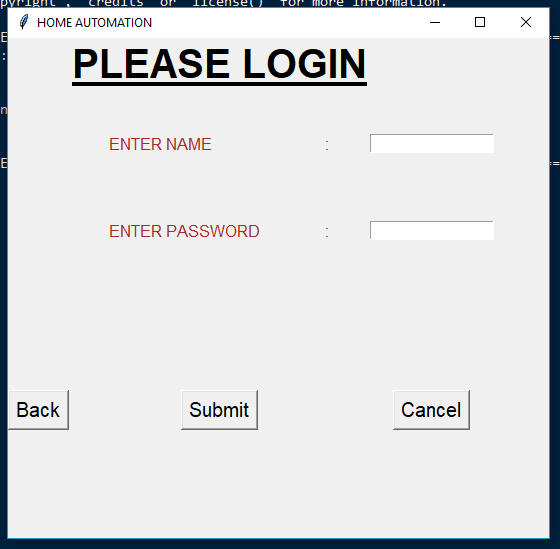 pyright", "credits" or "license()" for more information.
HOME AUTOMATION
PLEASE LOGIN
ENTER NAME :
ENTER PASSWORD :
Back Submit Cancel